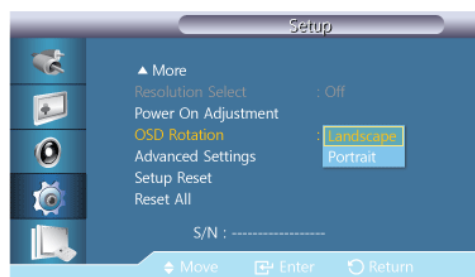 Setup
▲ More
Resolution Select : Off
Power On Adjustment
OSD Rotation : Landscape
Advanced Settings Portrait
Setup Reset
Reset All
S/N : ------------------
Move Enter Return